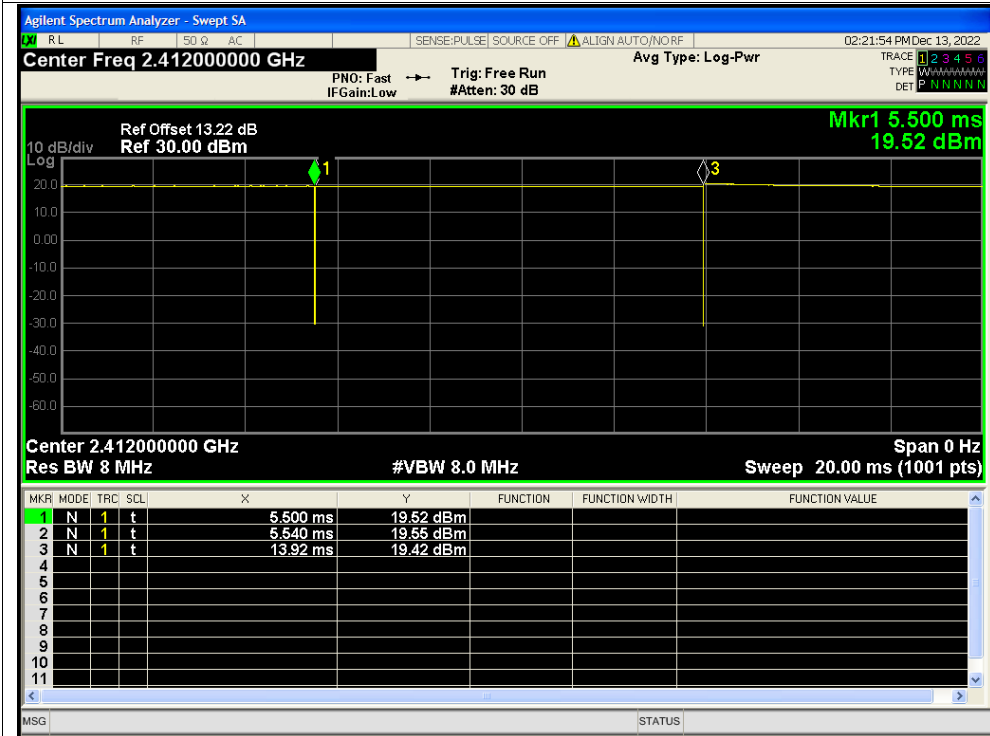 Agilent Spectrum Analyzer - Swept SA
LXI RL RF 50 Ω AC SENSE:PULSE SOURCE OFF ALIGN AUTO/NO RF 02:21:54 PM Dec 13, 2022
Center Freq 2.412000000 GHz Avg Type: Log-Pwr TRACE 1 2 3 4 5 6
PNO: Fast Trig: Free Run TYPE
IFGain:Low #Atten: 30 dB DET P N N N N N
Mkr1 5.500 ms
Ref Offset 13.22 dB 19.52 dBm
10 dB/div Ref 30.00 dBm
Log
1 3
20.0
10.0
0.00
-10.0
-20.0
-30.0
-40.0
-50.0
-60.0
Center 2.412000000 GHz Span 0 Hz
Res BW 8 MHz #VBW 8.0 MHz Sweep 20.00 ms (1001 pts)
MKR MODE TRC SCL X Y FUNCTION FUNCTION WIDTH FUNCTION VALUE
1 N 1 t 5.500 ms 19.52 dBm
2 N 1 t 5.540 ms 19.55 dBm
3 N 1 t 13.92 ms 19.42 dBm
4
5
6
7
8
9
10
11
MSG STATUS